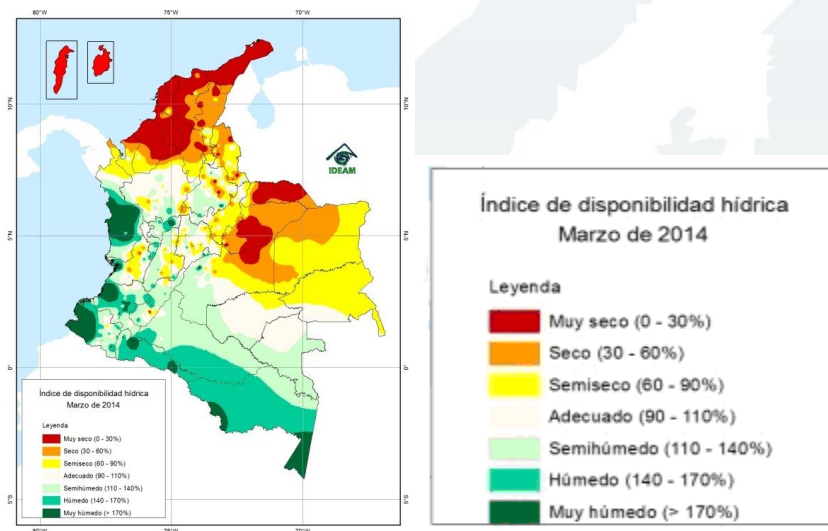 80°W
75°W
70°W
10°N
10°N
IDEAM
5°N
5°N
0°
0°
5°S
5°S
80°W
75°W
70°W
Índice de disponibilidad hídrica
Marzo de 2014
Leyenda
Muy seco (0 - 30%)
Seco (30 - 60%)
Semiseco (60 - 90%)
Adecuado (90 - 110%)
Semihúmedo (110 - 140%)
Húmedo (140 - 170%)
Muy húmedo (> 170%)
Índice de disponibilidad hídrica
Marzo de 2014
Leyenda
Muy seco (0 - 30%)
Seco (30 - 60%)
Semiseco (60 - 90%)
Adecuado (90 - 110%)
Semihúmedo (110 - 140%)
Húmedo (140 - 170%)
Muy húmedo (> 170%)